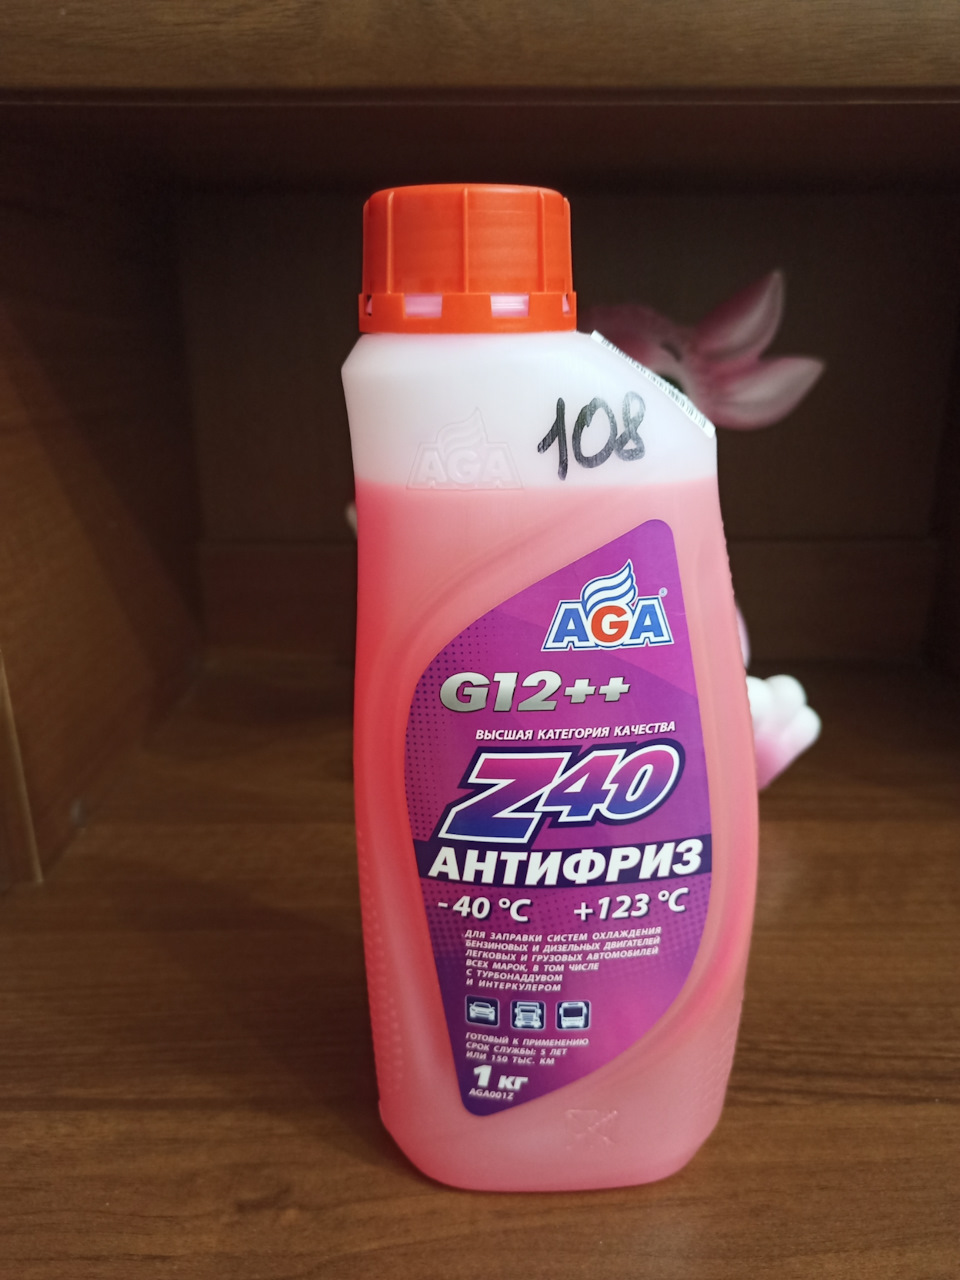 108
AGA
AGA
G12++
ВЫСШАЯ КАТЕГОРИЯ КАЧЕСТВА
Z40
АНТИФРИЗ
-40 °C +123 °C
ДЛЯ ЗАПРАВКИ СИСТЕМ ОХЛАЖДЕНИЯ
БЕНЗИНОВЫХ И ДИЗЕЛЬНЫХ ДВИГАТЕЛЕЙ
ЛЕГКОВЫХ И ГРУЗОВЫХ АВТОМОБИЛЕЙ
ВСЕХ МАРОК, В ТОМ ЧИСЛЕ
С ТУРБОНАДДУВОМ
И ИНТЕРКУЛЕРОМ
ГОТОВЫЙ К ПРИМЕНЕНИЮ
СРОК СЛУЖБЫ: 5 ЛЕТ
ИЛИ 150 ТЫС. КМ
1 кг
AGA001Z